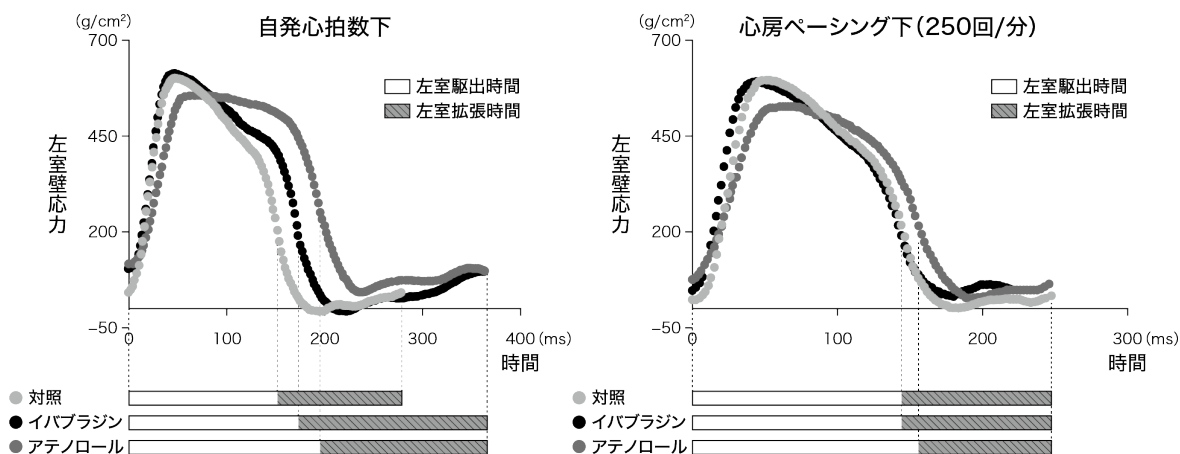 自発心拍数下
(g/cm²)
700
450
200
−50
左室壁応力
左室駆出時間
左室拡張時間
0
100
200
300
400 (ms)
時間
対照
イバブラジン
アテノロール
心房ペーシング下(250回/分)
(g/cm²)
700
450
200
−50
左室壁応力
左室駆出時間
左室拡張時間
0
100
200
300 (ms)
時間
対照
イバブラジン
アテノロール